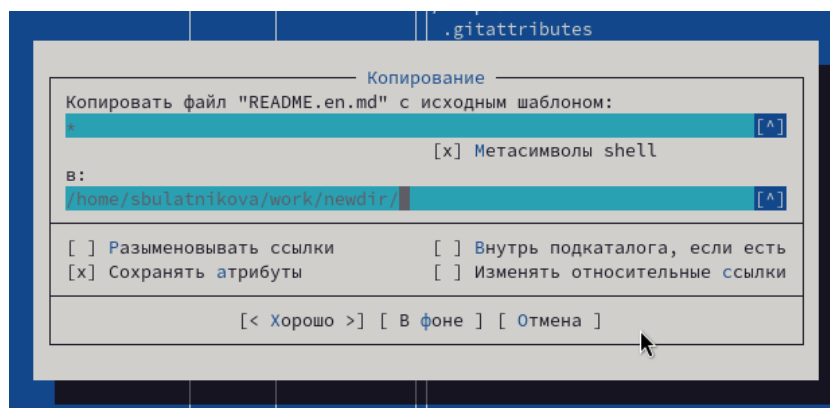 .gitattributes
Копирование
Копировать файл "README.en.md" с исходным шаблоном:
* [^]
[x] Метасимволы shell
в:
/home/sbulatnikova/work/newdir/ [^]
[ ] Разыменовывать ссылки [ ] Внутрь подкаталога, если есть
[x] Сохранять атрибуты [ ] Изменять относительные ссылки
[< Хорошо >] [ В фоне ] [ Отмена ]